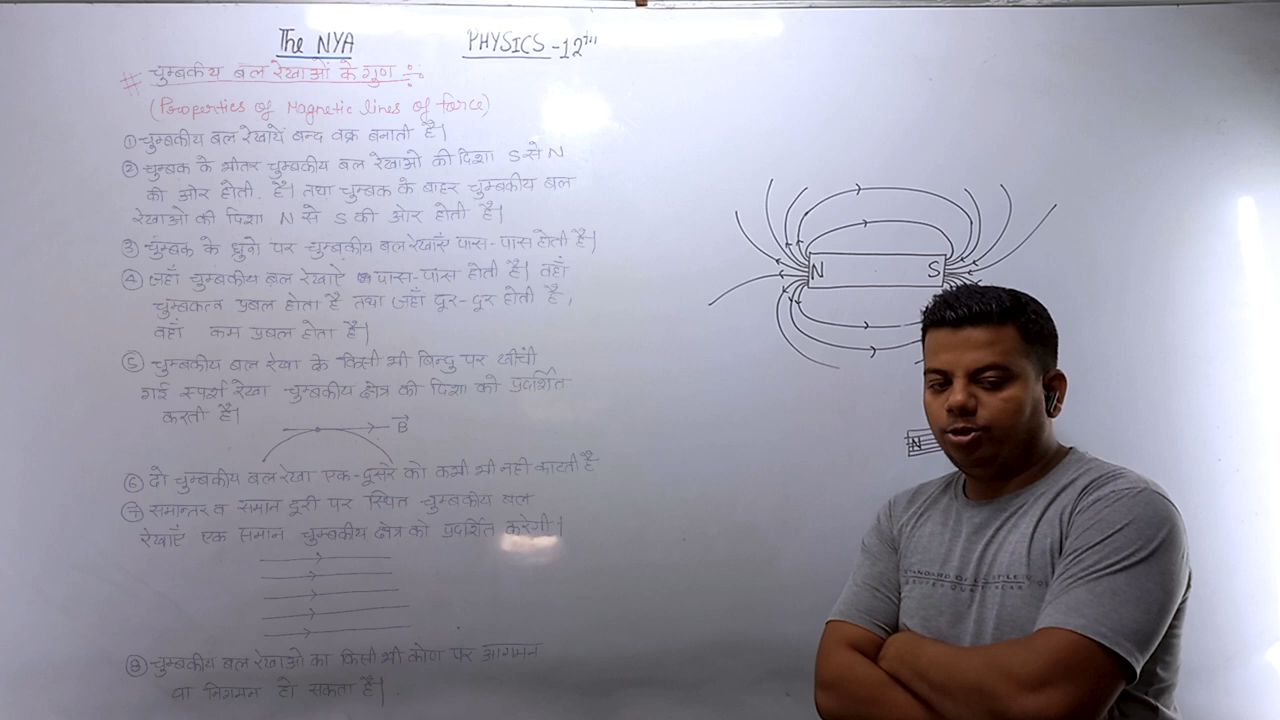 The NYA
PHYSICS-12th
# चुम्बकीय बल रेखाओं के गुण :-
(Properties of Magnetic lines of force)
① चुम्बकीय बल रेखायें बन्द वक्र बनाती है।
② चुम्बक के भीतर चुम्बकीय बल रेखाओ की दिशा S से N
की ओर होती. है। तथा चुम्बक के बाहर चुम्बकीय बल
रेखाओ की दिशा N से S की ओर होती है।
③ चुम्बक के ध्रुवो पर चुम्बकीय बल रेखाएँ पास-पास होती है।
④ जहाँ चुम्बकीय बल रेखाएे पास-पास होती है। वहाँ
चुम्बकत्व प्रबल होता है तथा जहाँ दूर-दूर होती है,
वहाँ कम प्रबल होता है।
⑤ चुम्बकीय बल रेखा के किसी भी बिन्दु पर खींची
गई स्पर्श रेखा चुम्बकीय क्षेत्र की दिशा को प्रदर्शित
करती है।
B
⑥ दो चुम्बकीय बल रेखा एक-दूसरे को कभी भी नही काटती है
⑦ समान्तर व समान दूरी पर स्थित चुम्बकीय बल
रेखाएँ एक समान चुम्बकीय क्षेत्र को प्रदर्शित करेगी।
⑧ चुम्बकीय बल रेखाओ का किसी भी कोण पर आगमन
वा निगमन हो सकता है।
N S
N